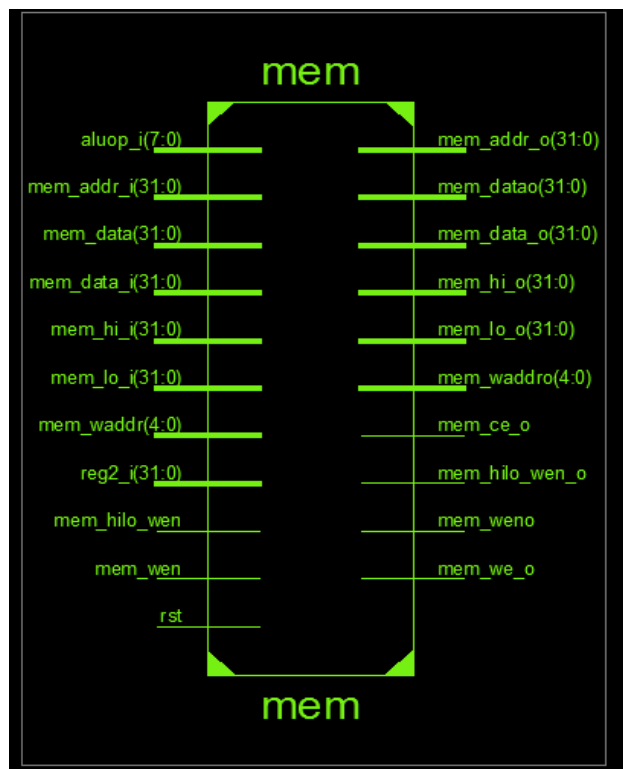 mem
aluop_i(7:0)
mem_addr_i(31:0)
mem_data(31:0)
mem_data_i(31:0)
mem_hi_i(31:0)
mem_lo_i(31:0)
mem_waddr(4:0)
reg2_i(31:0)
mem_hilo_wen
mem_wen
rst
mem_addr_o(31:0)
mem_datao(31:0)
mem_data_o(31:0)
mem_hi_o(31:0)
mem_lo_o(31:0)
mem_waddro(4:0)
mem_ce_o
mem_hilo_wen_o
mem_weno
mem_we_o
mem